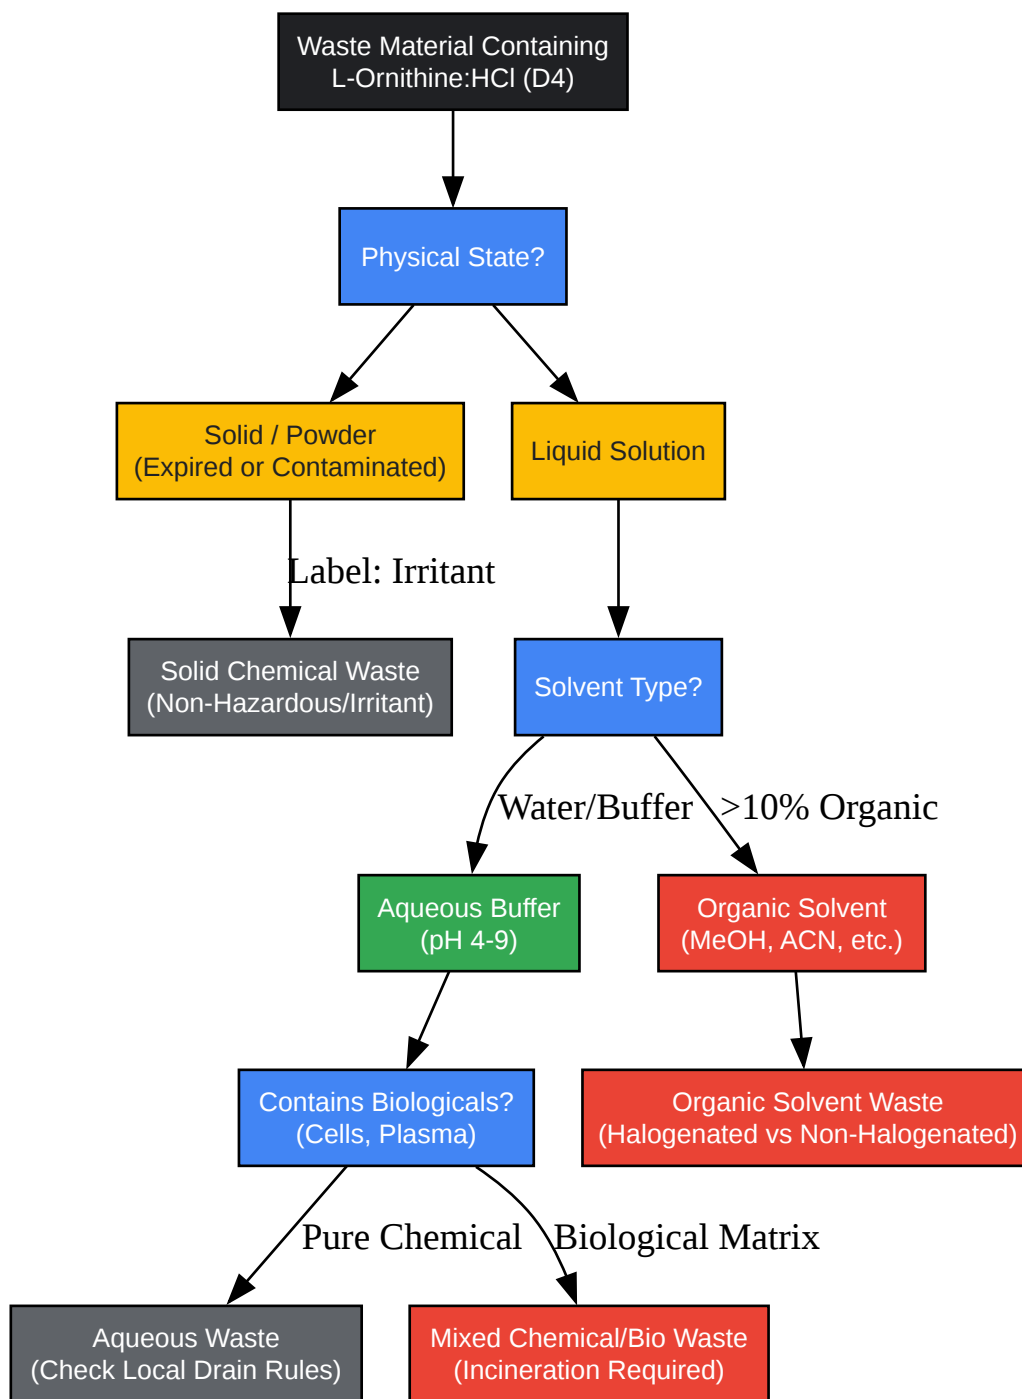 Waste Material Containing
L-Ornithine:HCl (D4)
Physical State?
Solid / Powder
(Expired or Contaminated)
Liquid Solution
Label: Irritant
Solid Chemical Waste
(Non-Hazardous/Irritant)
Solvent Type?
Water/Buffer
>10% Organic
Aqueous Buffer
(pH 4-9)
Organic Solvent
(MeOH, ACN, etc.)
Contains Biologicals?
(Cells, Plasma)
Organic Solvent Waste
(Halogenated vs Non-Halogenated)
Pure Chemical
Biological Matrix
Aqueous Waste
(Check Local Drain Rules)
Mixed Chemical/Bio Waste
(Incineration Required)